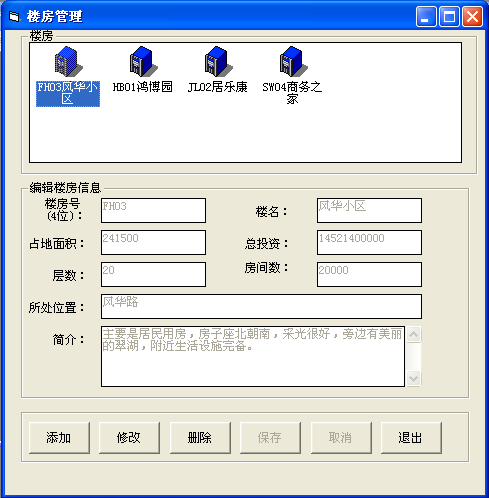 楼房管理
楼房
FH03风华小
区
HB01鸿博园
JL02居乐康
SW04商务之
家
编辑楼房信息
楼房号
(4位)：
FH03
楼名：
风华小区
占地面积：
241500
总投资：
14521400000
层数：
20
房间数：
20000
所处位置：
风华路
简介：
主要是居民用房，房子座北朝南，采光很好，旁边有美丽
的翠湖，附近生活设施完备。
添加
修改
删除
保存
取消
退出